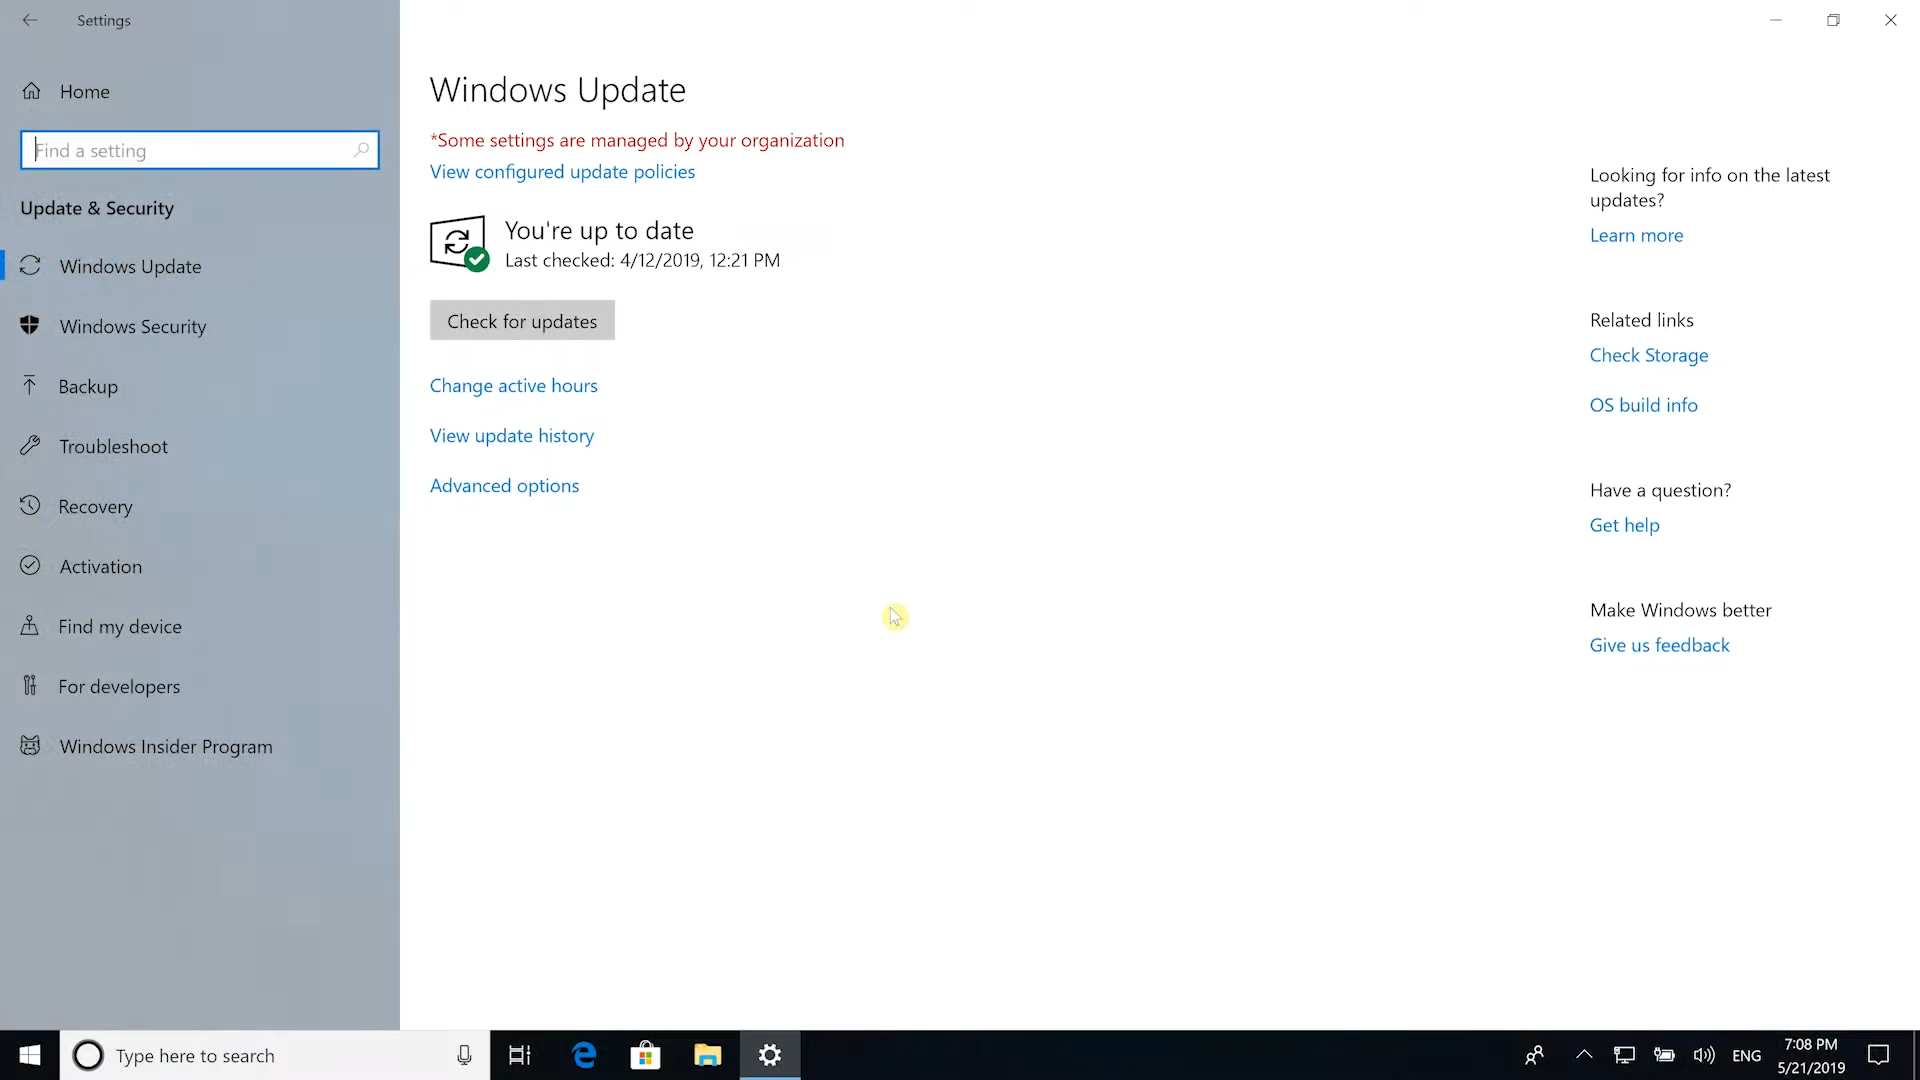 Settings
Home
Find a setting
Update & Security
Windows Update
Windows Security
Backup
Troubleshoot
Recovery
Activation
Find my device
For developers
Windows Insider Program
Windows Update
*Some settings are managed by your organization
View configured update policies
You're up to date
Last checked: 4/12/2019, 12:21 PM
Check for updates
Change active hours
View update history
Advanced options
Looking for info on the latest
updates?
Learn more
Related links
Check Storage
OS build info
Have a question?
Get help
Make Windows better
Give us feedback
Type here to search
ENG
7:08 PM
5/21/2019